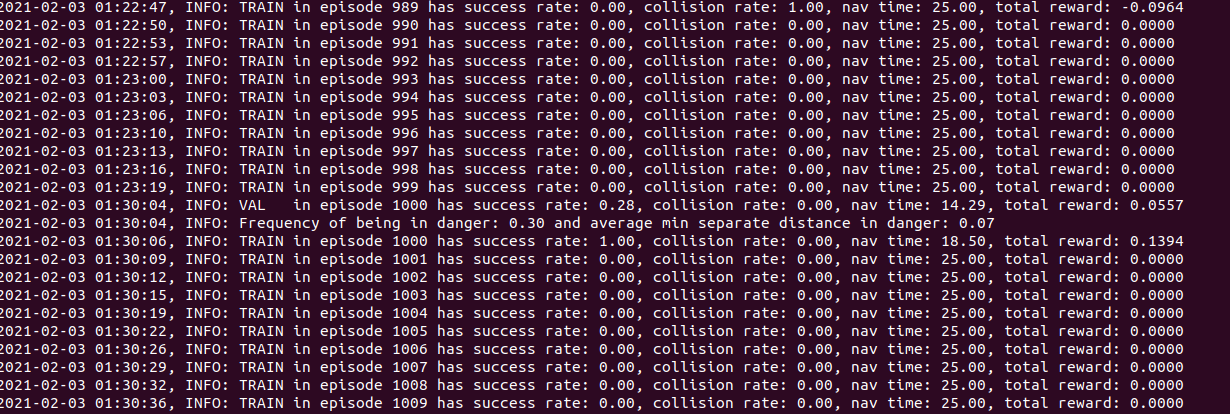 2021-02-03 01:22:47, INFO: TRAIN in episode 989 has success rate: 0.00, collision rate: 1.00, nav time: 25.00, total reward: -0.0964
2021-02-03 01:22:50, INFO: TRAIN in episode 990 has success rate: 0.00, collision rate: 0.00, nav time: 25.00, total reward: 0.0000
2021-02-03 01:22:53, INFO: TRAIN in episode 991 has success rate: 0.00, collision rate: 0.00, nav time: 25.00, total reward: 0.0000
2021-02-03 01:22:57, INFO: TRAIN in episode 992 has success rate: 0.00, collision rate: 0.00, nav time: 25.00, total reward: 0.0000
2021-02-03 01:23:00, INFO: TRAIN in episode 993 has success rate: 0.00, collision rate: 0.00, nav time: 25.00, total reward: 0.0000
2021-02-03 01:23:03, INFO: TRAIN in episode 994 has success rate: 0.00, collision rate: 0.00, nav time: 25.00, total reward: 0.0000
2021-02-03 01:23:06, INFO: TRAIN in episode 995 has success rate: 0.00, collision rate: 0.00, nav time: 25.00, total reward: 0.0000
2021-02-03 01:23:10, INFO: TRAIN in episode 996 has success rate: 0.00, collision rate: 0.00, nav time: 25.00, total reward: 0.0000
2021-02-03 01:23:13, INFO: TRAIN in episode 997 has success rate: 0.00, collision rate: 0.00, nav time: 25.00, total reward: 0.0000
2021-02-03 01:23:16, INFO: TRAIN in episode 998 has success rate: 0.00, collision rate: 0.00, nav time: 25.00, total reward: 0.0000
2021-02-03 01:23:19, INFO: TRAIN in episode 999 has success rate: 0.00, collision rate: 0.00, nav time: 25.00, total reward: 0.0000
2021-02-03 01:30:04, INFO: VAL   in episode 1000 has success rate: 0.28, collision rate: 0.00, nav time: 14.29, total reward: 0.0557
2021-02-03 01:30:04, INFO: Frequency of being in danger: 0.30 and average min separate distance in danger: 0.07
2021-02-03 01:30:06, INFO: TRAIN in episode 1000 has success rate: 1.00, collision rate: 0.00, nav time: 18.50, total reward: 0.1394
2021-02-03 01:30:09, INFO: TRAIN in episode 1001 has success rate: 0.00, collision rate: 0.00, nav time: 25.00, total reward: 0.0000
2021-02-03 01:30:12, INFO: TRAIN in episode 1002 has success rate: 0.00, collision rate: 0.00, nav time: 25.00, total reward: 0.0000
2021-02-03 01:30:15, INFO: TRAIN in episode 1003 has success rate: 0.00, collision rate: 0.00, nav time: 25.00, total reward: 0.0000
2021-02-03 01:30:19, INFO: TRAIN in episode 1004 has success rate: 0.00, collision rate: 0.00, nav time: 25.00, total reward: 0.0000
2021-02-03 01:30:22, INFO: TRAIN in episode 1005 has success rate: 0.00, collision rate: 0.00, nav time: 25.00, total reward: 0.0000
2021-02-03 01:30:26, INFO: TRAIN in episode 1006 has success rate: 0.00, collision rate: 0.00, nav time: 25.00, total reward: 0.0000
2021-02-03 01:30:29, INFO: TRAIN in episode 1007 has success rate: 0.00, collision rate: 0.00, nav time: 25.00, total reward: 0.0000
2021-02-03 01:30:32, INFO: TRAIN in episode 1008 has success rate: 0.00, collision rate: 0.00, nav time: 25.00, total reward: 0.0000
2021-02-03 01:30:36, INFO: TRAIN in episode 1009 has success rate: 0.00, collision rate: 0.00, nav time: 25.00, total reward: 0.0000